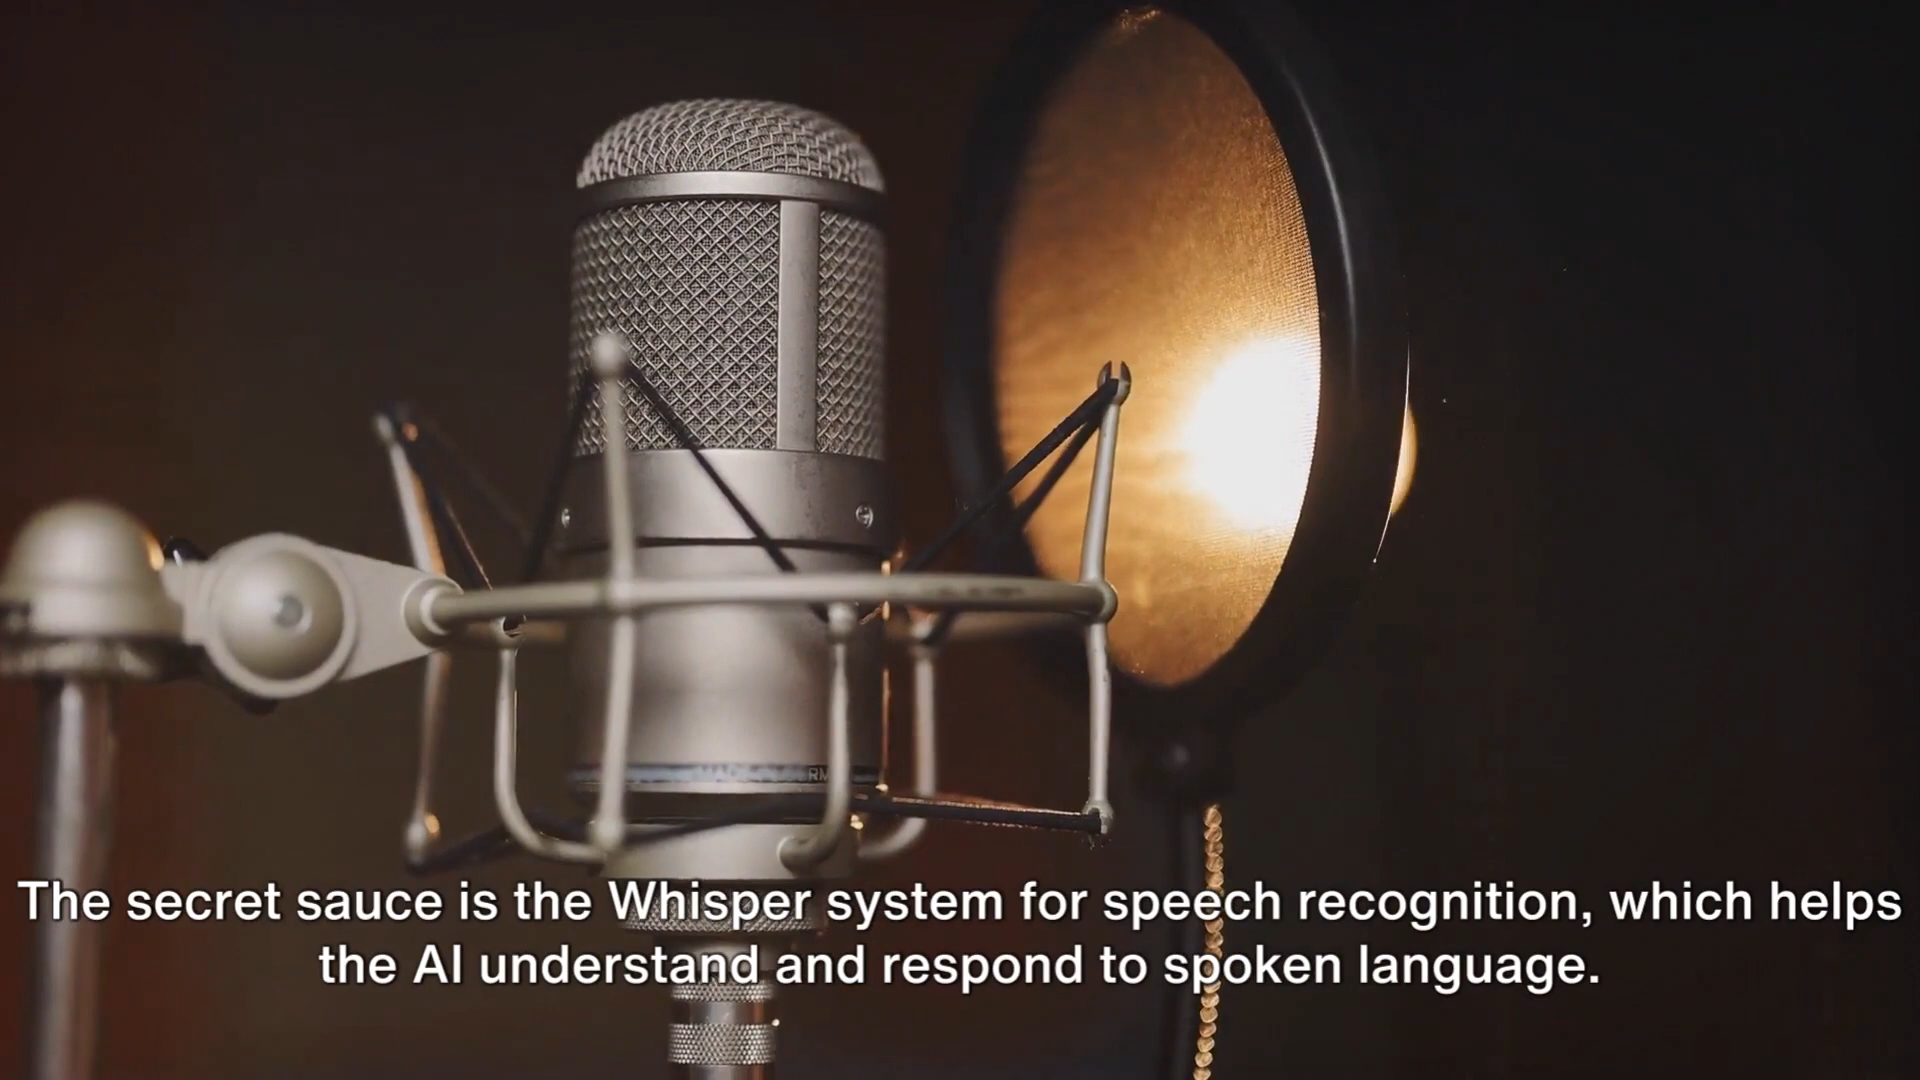 The secret sauce is the Whisper system for speech recognition, which helps
the AI understand and respond to spoken language.